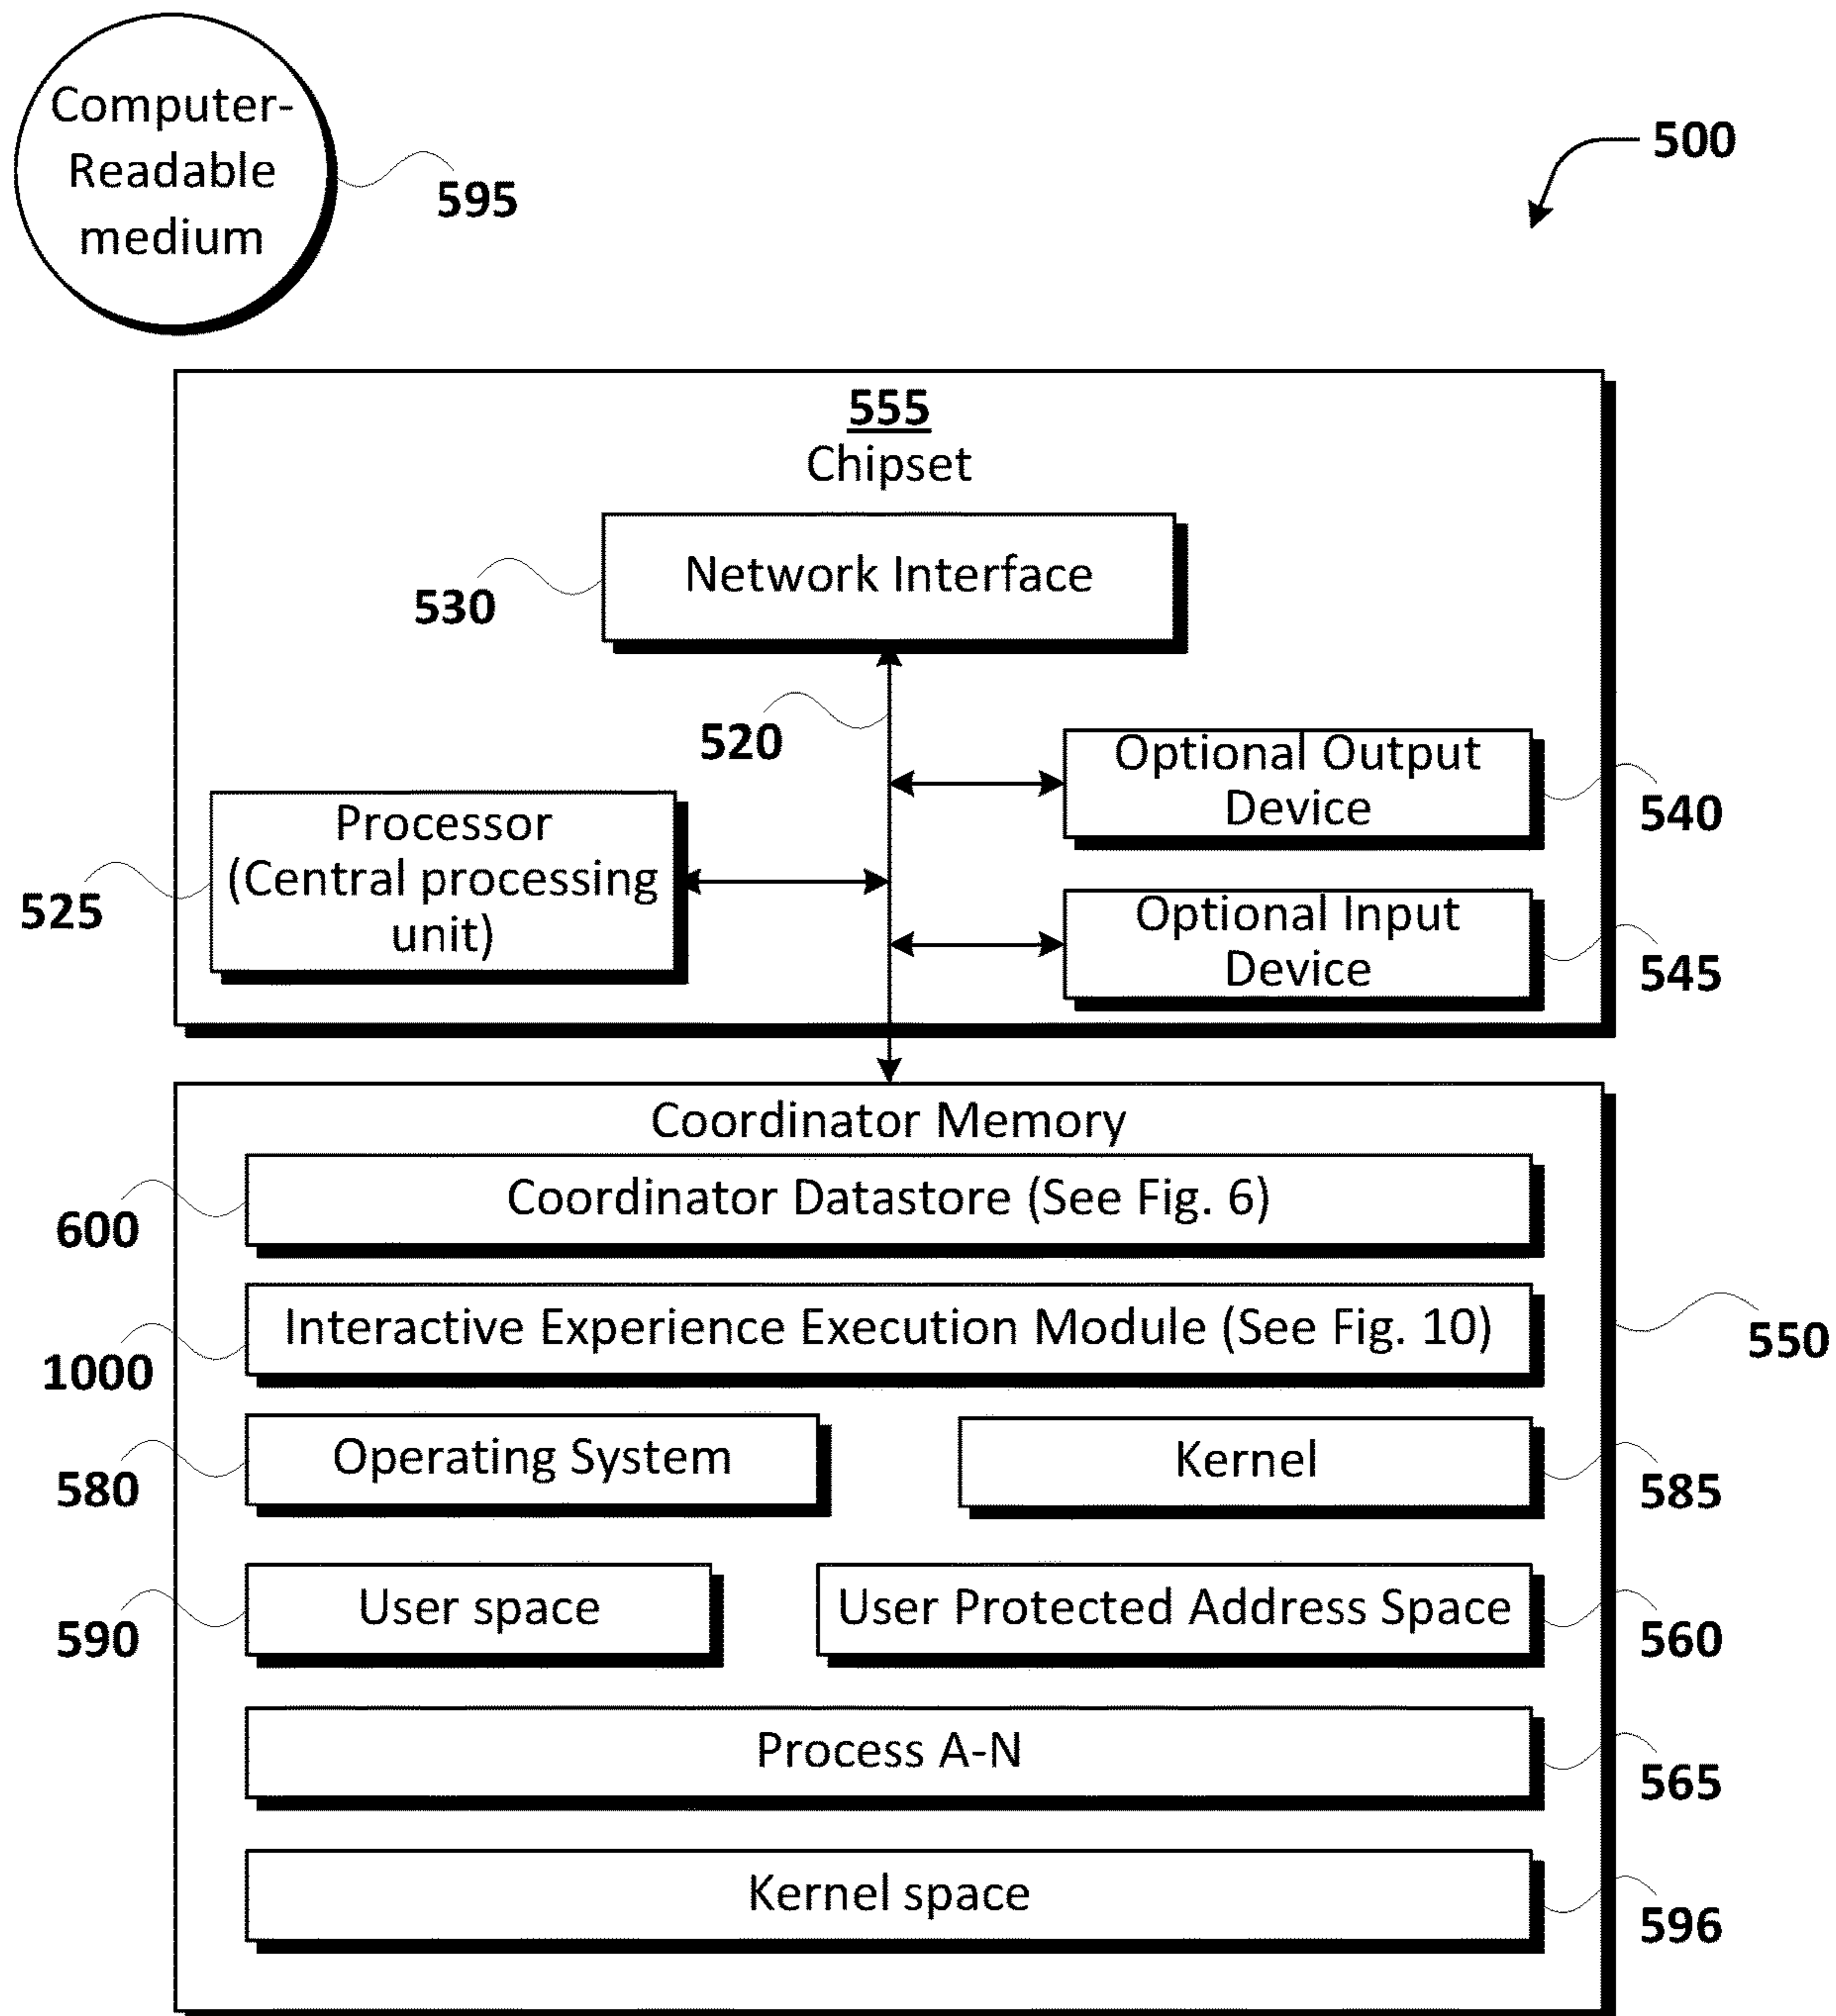 Computer-
Readable
medium
595
500
555
Chipset
Network Interface
530
520
Optional Output
Device
540
Processor
(Central processing
unit)
525
Optional Input
Device
545
Coordinator Memory
Coordinator Datastore (See Fig. 6)
600
Interactive Experience Execution Module (See Fig. 10)
550
1000
Operating System
580
Kernel
585
User space
590
User Protected Address Space
560
Process A-N
565
Kernel space
596